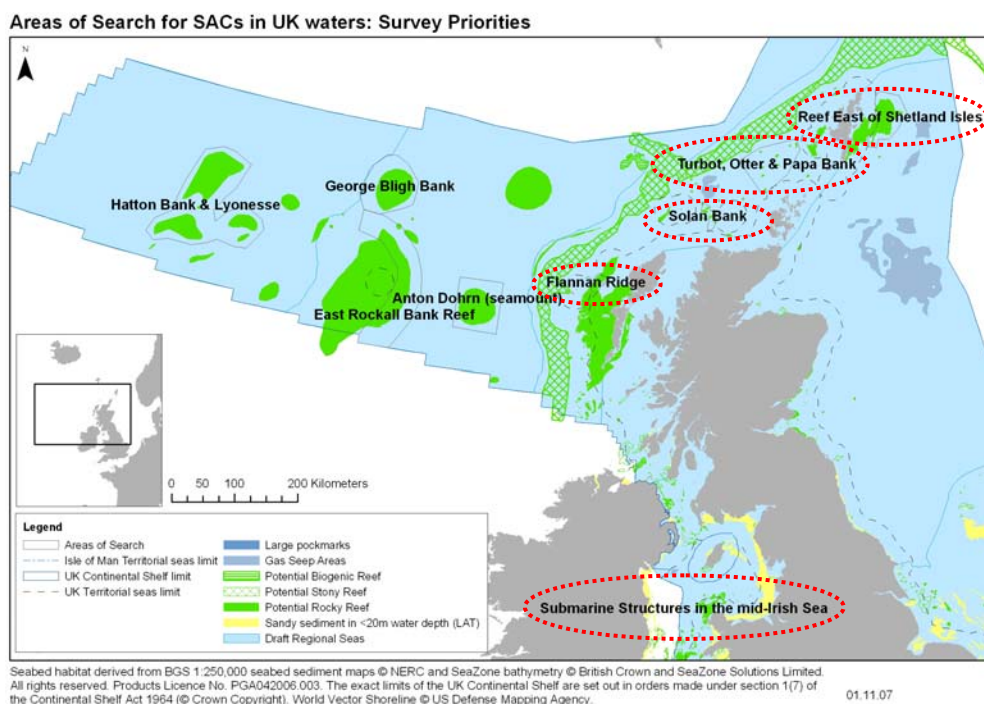 Areas of Search for SACs in UK waters: Survey Priorities
N
Reef East of Shetland Isles
Turbot, Otter & Papa Bank
George Bligh Bank
Hatton Bank & Lyonesse
Solan Bank
Flannan Ridge
Anton Dohrn (seamount)
East Rockall Bank Reef
0 50 100 200 Kilometers
Legend
Areas of Search
Isle of Man Territorial seas limit
UK Continental Shelf limit
UK Territorial seas limit
Large pockmarks
Gas Seep Areas
Potential Biogenic Reef
Potential Stony Reef
Potential Rocky Reef
Sandy sediment in <20m water depth (LAT)
Draft Regional Seas
Submarine Structures in the mid-Irish Sea
Seabed habitat derived from BGS 1:250,000 seabed sediment maps © NERC and SeaZone bathymetry © British Crown and SeaZone Solutions Limited.
All rights reserved. Products Licence No. PGA042006.003. The exact limits of the UK Continental Shelf are set out in orders made under section 1(7) of
the Continental Shelf Act 1964 (© Crown Copyright). World Vector Shoreline © US Defense Mapping Agency.
01.11.07